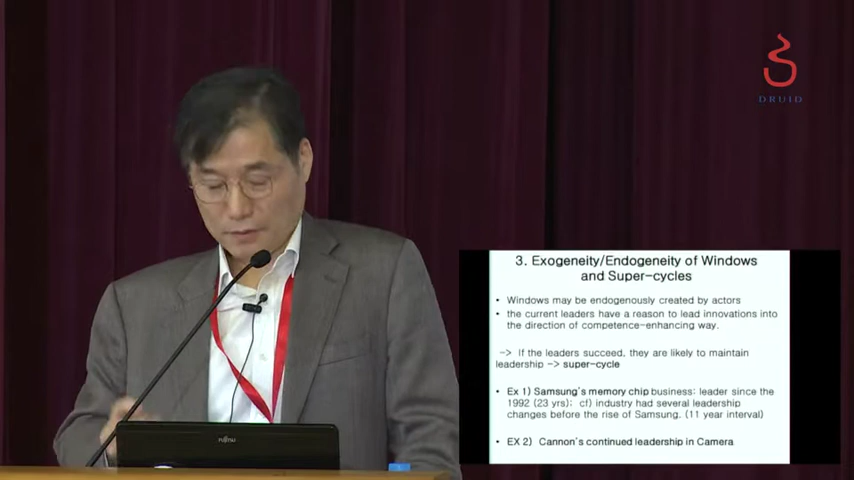 DRUID
3. Exogeneity/Endogeneity of Windows
and Super-cycles
• Windows may be endogenously created by actors
• the current leaders have a reason to lead innovations into
the direction of competence-enhancing way.
-> If the leaders succeed, they are likely to maintain
leadership -> super-cycle
• Ex 1) Samsung's memory chip business: leader since the
1992 (23 yrs); cf) industry had several leadership
changes before the rise of Samsung. (11 year interval)
• EX 2) Cannon's continued leadership in Camera
FUJITSU